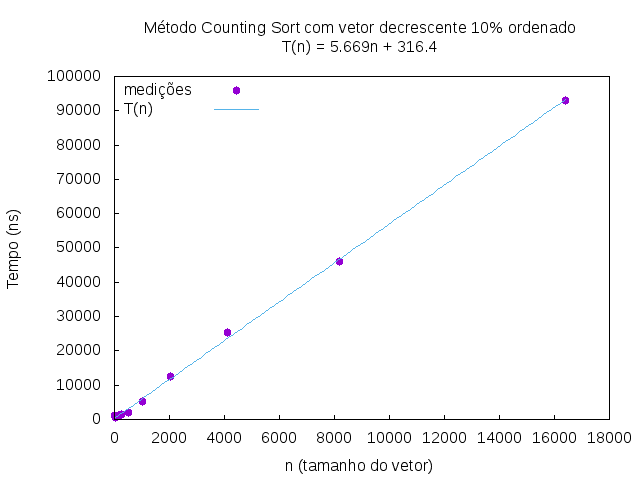 Método Counting Sort com vetor decrescente 10% ordenado
T(n) = 5.669n + 316.4
medições
T(n)
100000
90000
80000
70000
60000
50000
40000
30000
20000
10000
0
Tempo (ns)
0 2000 4000 6000 8000 10000 12000 14000 16000 18000
n (tamanho do vetor)